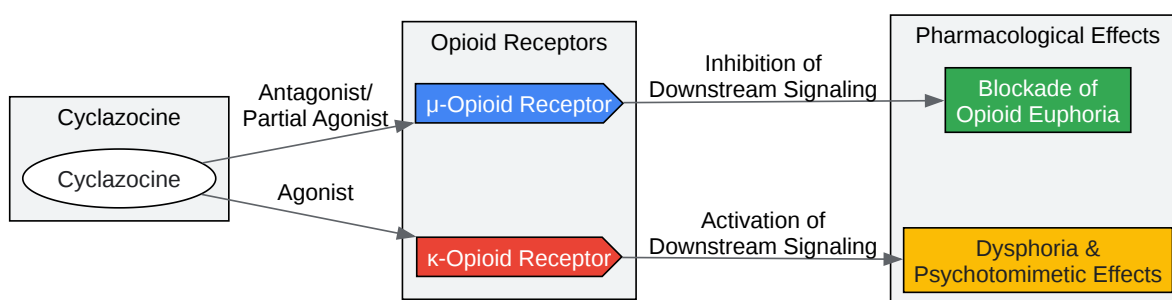 Cyclazocine
Cyclazocine
Antagonist/
Partial Agonist
Agonist
Opioid Receptors
μ-Opioid Receptor
κ-Opioid Receptor
Inhibition of
Downstream Signaling
Activation of
Downstream Signaling
Pharmacological Effects
Blockade of
Opioid Euphoria
Dysphoria &
Psychotomimetic Effects